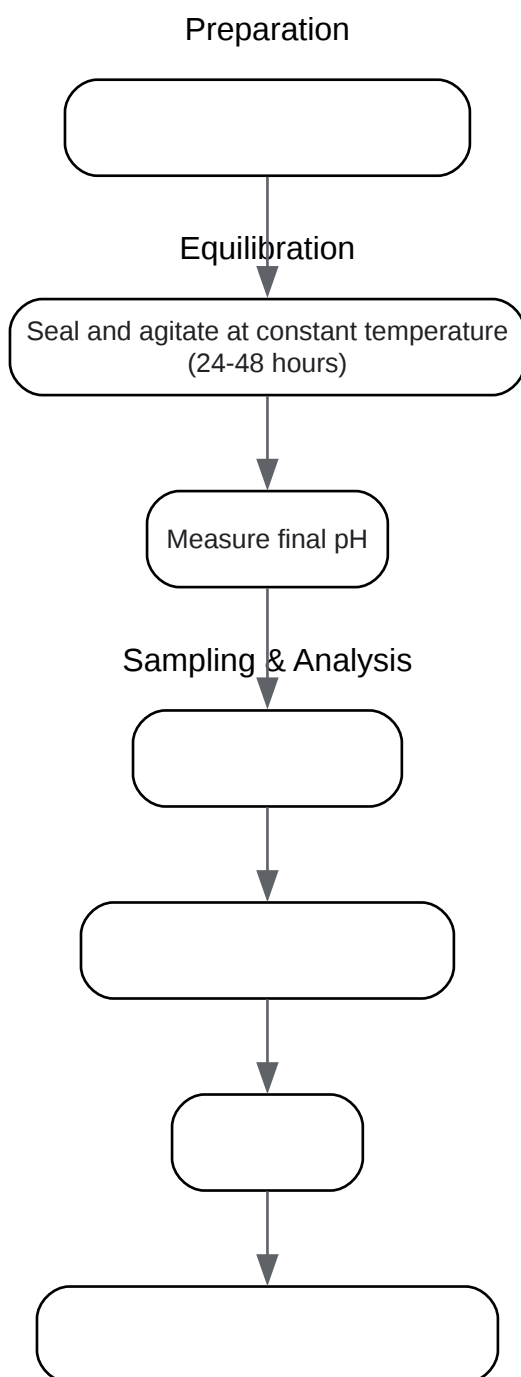 Preparation
Equilibration
Seal and agitate at constant temperature
(24-48 hours)
Measure final pH
Sampling & Analysis